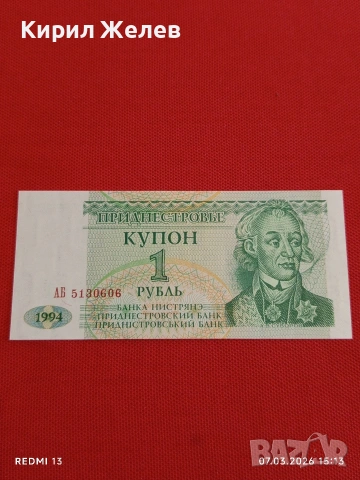 Кирил Желев
ПРИДНЕСТРОВЬЕ
КУПОН
1
РУБЛЬ
АБ 5130606
БАНКА НИСТРЯНЭ
ПРИДНЕСТРОВСКИЙ БАНК
ПРИДНІСТРОВСЬКИЙ БАНК
1994
REDMI 13
07.03.2026 15:13
BAZAR